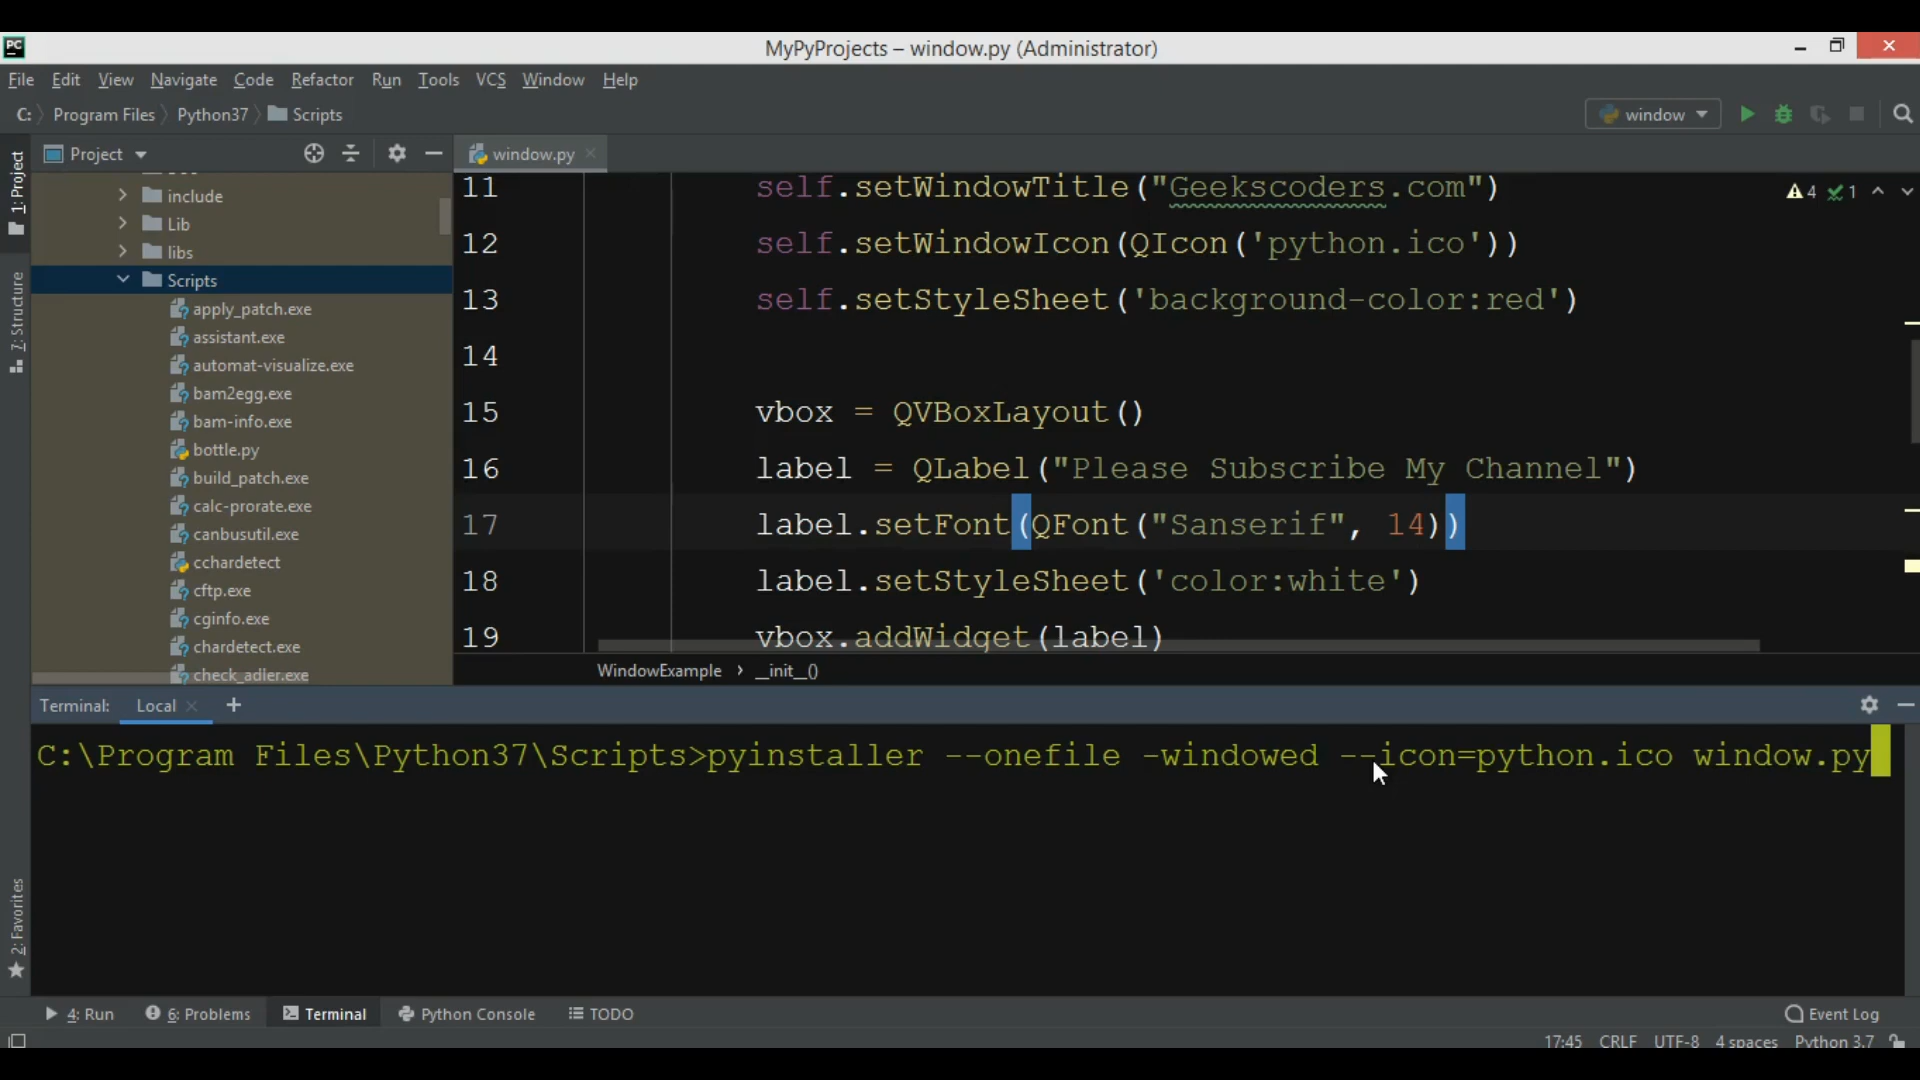 PC
MyPyProjects – window.py (Administrator)
File Edit View Navigate Code Refactor Run Tools VCS Window Help
C: Program Files Python37 Scripts
window
1: Project
Project
window.py
include
Lib
libs
Scripts
apply_patch.exe
assistant.exe
automat-visualize.exe
bam2egg.exe
bam-info.exe
bottle.py
build_patch.exe
calc-prorate.exe
canbusutil.exe
cchardetect
cftp.exe
cginfo.exe
chardetect.exe
check_adler.exe
7: Structure
2: Favorites
4 1
11 self.setWindowTitle("Geekscoders.com")
12 self.setWindowIcon(QIcon('python.ico'))
13 self.setStyleSheet('background-color:red')
14
15 vbox = QVBoxLayout()
16 label = QLabel("Please Subscribe My Channel")
17 label.setFont(QFont("Sanserif", 14))
18 label.setStyleSheet('color:white')
19 vbox.addWidget(label)
WindowExample › __init__()
Terminal: Local
C:\Program Files\Python37\Scripts>pyinstaller --onefile -windowed --icon=python.ico window.py
4: Run 6: Problems Terminal Python Console TODO Event Log
17:45 CRLF UTF-8 4 spaces Python 3.7